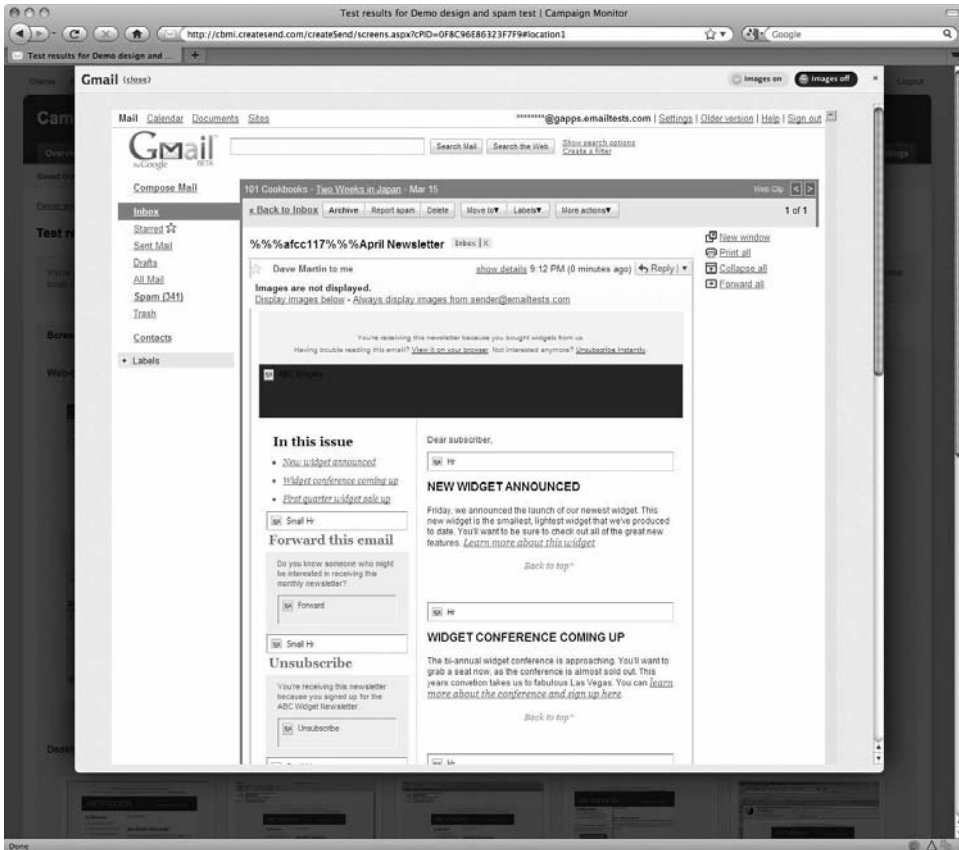 Test results for Demo design and spam test | Campaign Monitor
http://cbmi.createsend.com/createSend/screens.aspx?cPID=0F8C96E86323F7F9#location1
Google
Test results for Demo design and ...
Gmail (close)
Images on
Images off
Logout
Mail Calendar Documents Sites
********@gapps.emailtests.com | Settings | Older version | Help | Sign out
Gmail
by Google BETA
Search Mail
Search the Web
Show search options
Create a filter
Compose Mail
Inbox
Starred
Sent Mail
Drafts
All Mail
Spam (341)
Trash
Contacts
+ Labels
101 Cookbooks - Two Weeks in Japan - Mar 15
Web Clip < >
« Back to Inbox Archive Report spam Delete Move to▼ Labels▼ More actions▼ 1 of 1
%%%afcc117%%%April Newsletter Inbox | X
New window
Print all
Collapse all
Forward all
Dave Martin to me show details 9:12 PM (0 minutes ago) Reply ▼
Images are not displayed.
Display images below - Always display images from sender@emailtests.com
You're receiving this newsletter because you bought widgets from us.
Having trouble reading this email? View it on your browser. Not interested anymore? Unsubscribe Instantly.
ABC Widgets
In this issue
• New widget announced
• Widget conference coming up
• First quarter widget sale up
Small Hr
Forward this email
Do you know someone who might
be interested in receiving this
monthly newsletter?
Forward
Small Hr
Unsubscribe
You're receiving this newsletter
because you signed up for the
ABC Widget Newsletter.
Unsubscribe
Dear subscriber,
Hr
NEW WIDGET ANNOUNCED
Friday, we announced the launch of our newest widget. This
new widget is the smallest, lightest widget that we've produced
to date. You'll want to be sure to check out all of the great new
features. Learn more about this widget
Back to top^
Hr
WIDGET CONFERENCE COMING UP
The bi-annual widget conference is approaching. You'll want to
grab a seat now, as the conference is almost sold out. This
years convetion takes us to fabulous Las Vegas. You can learn
more about the conference and sign up here.
Back to top^
Hr
Done